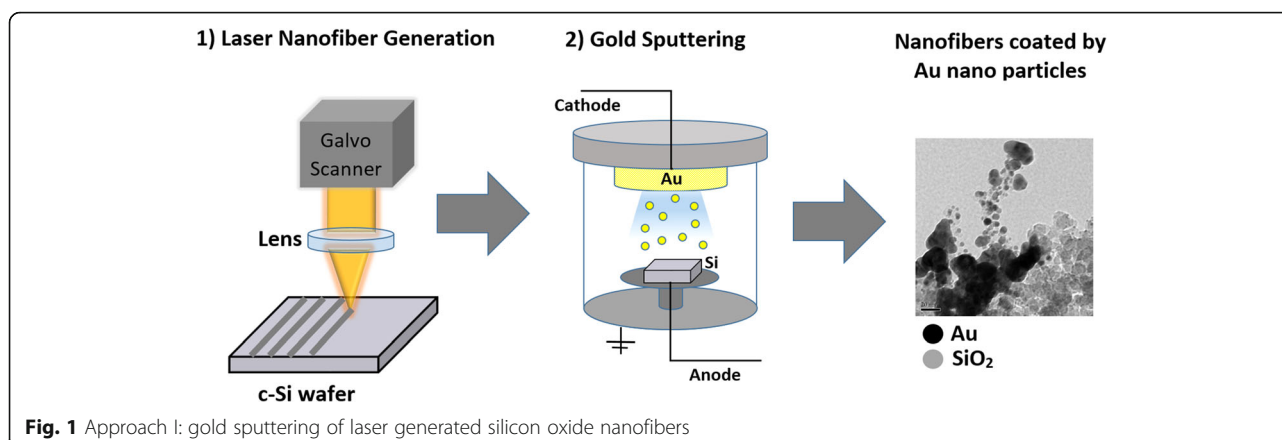 1) Laser Nanofiber Generation
Galvo
Scanner
Lens
c-Si wafer
2) Gold Sputtering
Cathode
Au
Si
Anode
Nanofibers coated by
Au nano particles
Au
SiO₂
Fig. 1 Approach I: gold sputtering of laser generated silicon oxide nanofibers